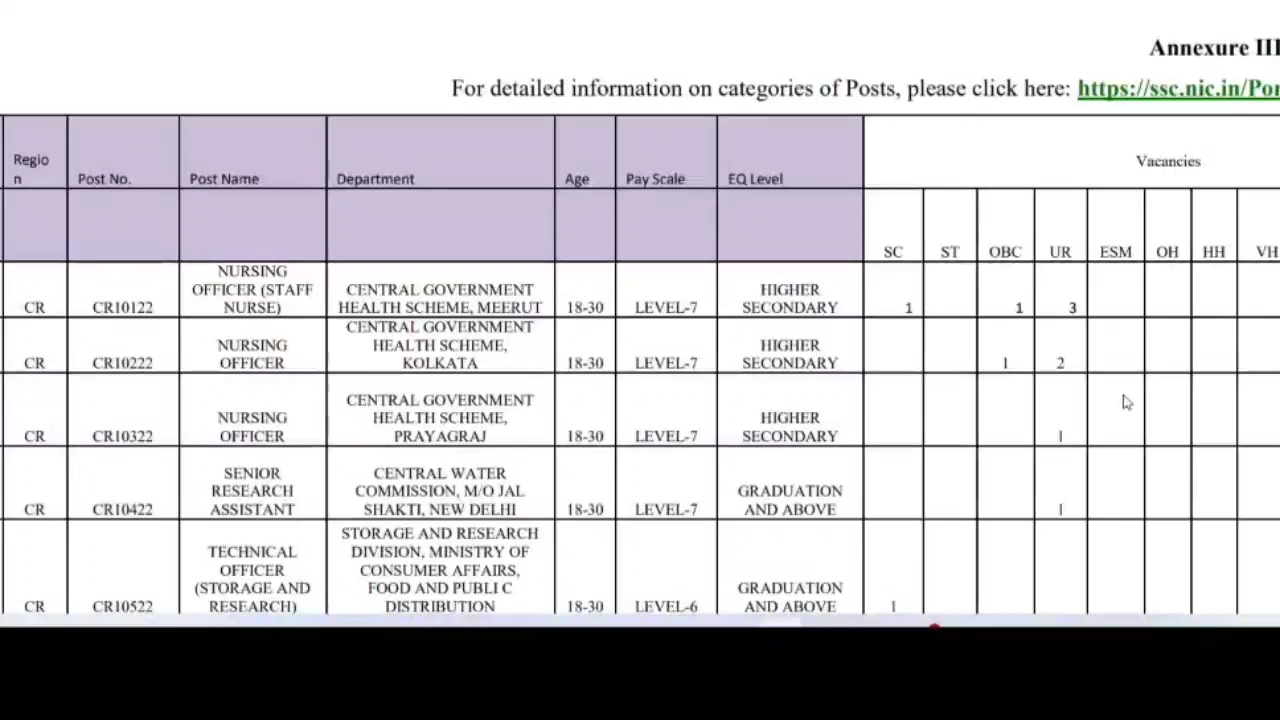 Annexure III
For detailed information on categories of Posts, please click here: https://ssc.nic.in/Por
Regio
n
Post No.
Post Name
Department
Age
Pay Scale
EQ Level
Vacancies
SC
ST
OBC
UR
ESM
OH
HH
VH
CR
CR10122
NURSING
OFFICER (STAFF
NURSE)
CENTRAL GOVERNMENT
HEALTH SCHEME, MEERUT
18-30
LEVEL-7
HIGHER
SECONDARY
1
1
3
CR
CR10222
NURSING
OFFICER
CENTRAL GOVERNMENT
HEALTH SCHEME,
KOLKATA
18-30
LEVEL-7
HIGHER
SECONDARY
1
2
CR
CR10322
NURSING
OFFICER
CENTRAL GOVERNMENT
HEALTH SCHEME,
PRAYAGRAJ
18-30
LEVEL-7
HIGHER
SECONDARY
1
CR
CR10422
SENIOR
RESEARCH
ASSISTANT
CENTRAL WATER
COMMISSION, M/O JAL
SHAKTI, NEW DELHI
18-30
LEVEL-7
GRADUATION
AND ABOVE
1
CR
CR10522
TECHNICAL
OFFICER
(STORAGE AND
RESEARCH)
STORAGE AND RESEARCH
DIVISION, MINISTRY OF
CONSUMER AFFAIRS,
FOOD AND PUBLI C
DISTRIBUTION
18-30
LEVEL-6
GRADUATION
AND ABOVE
1